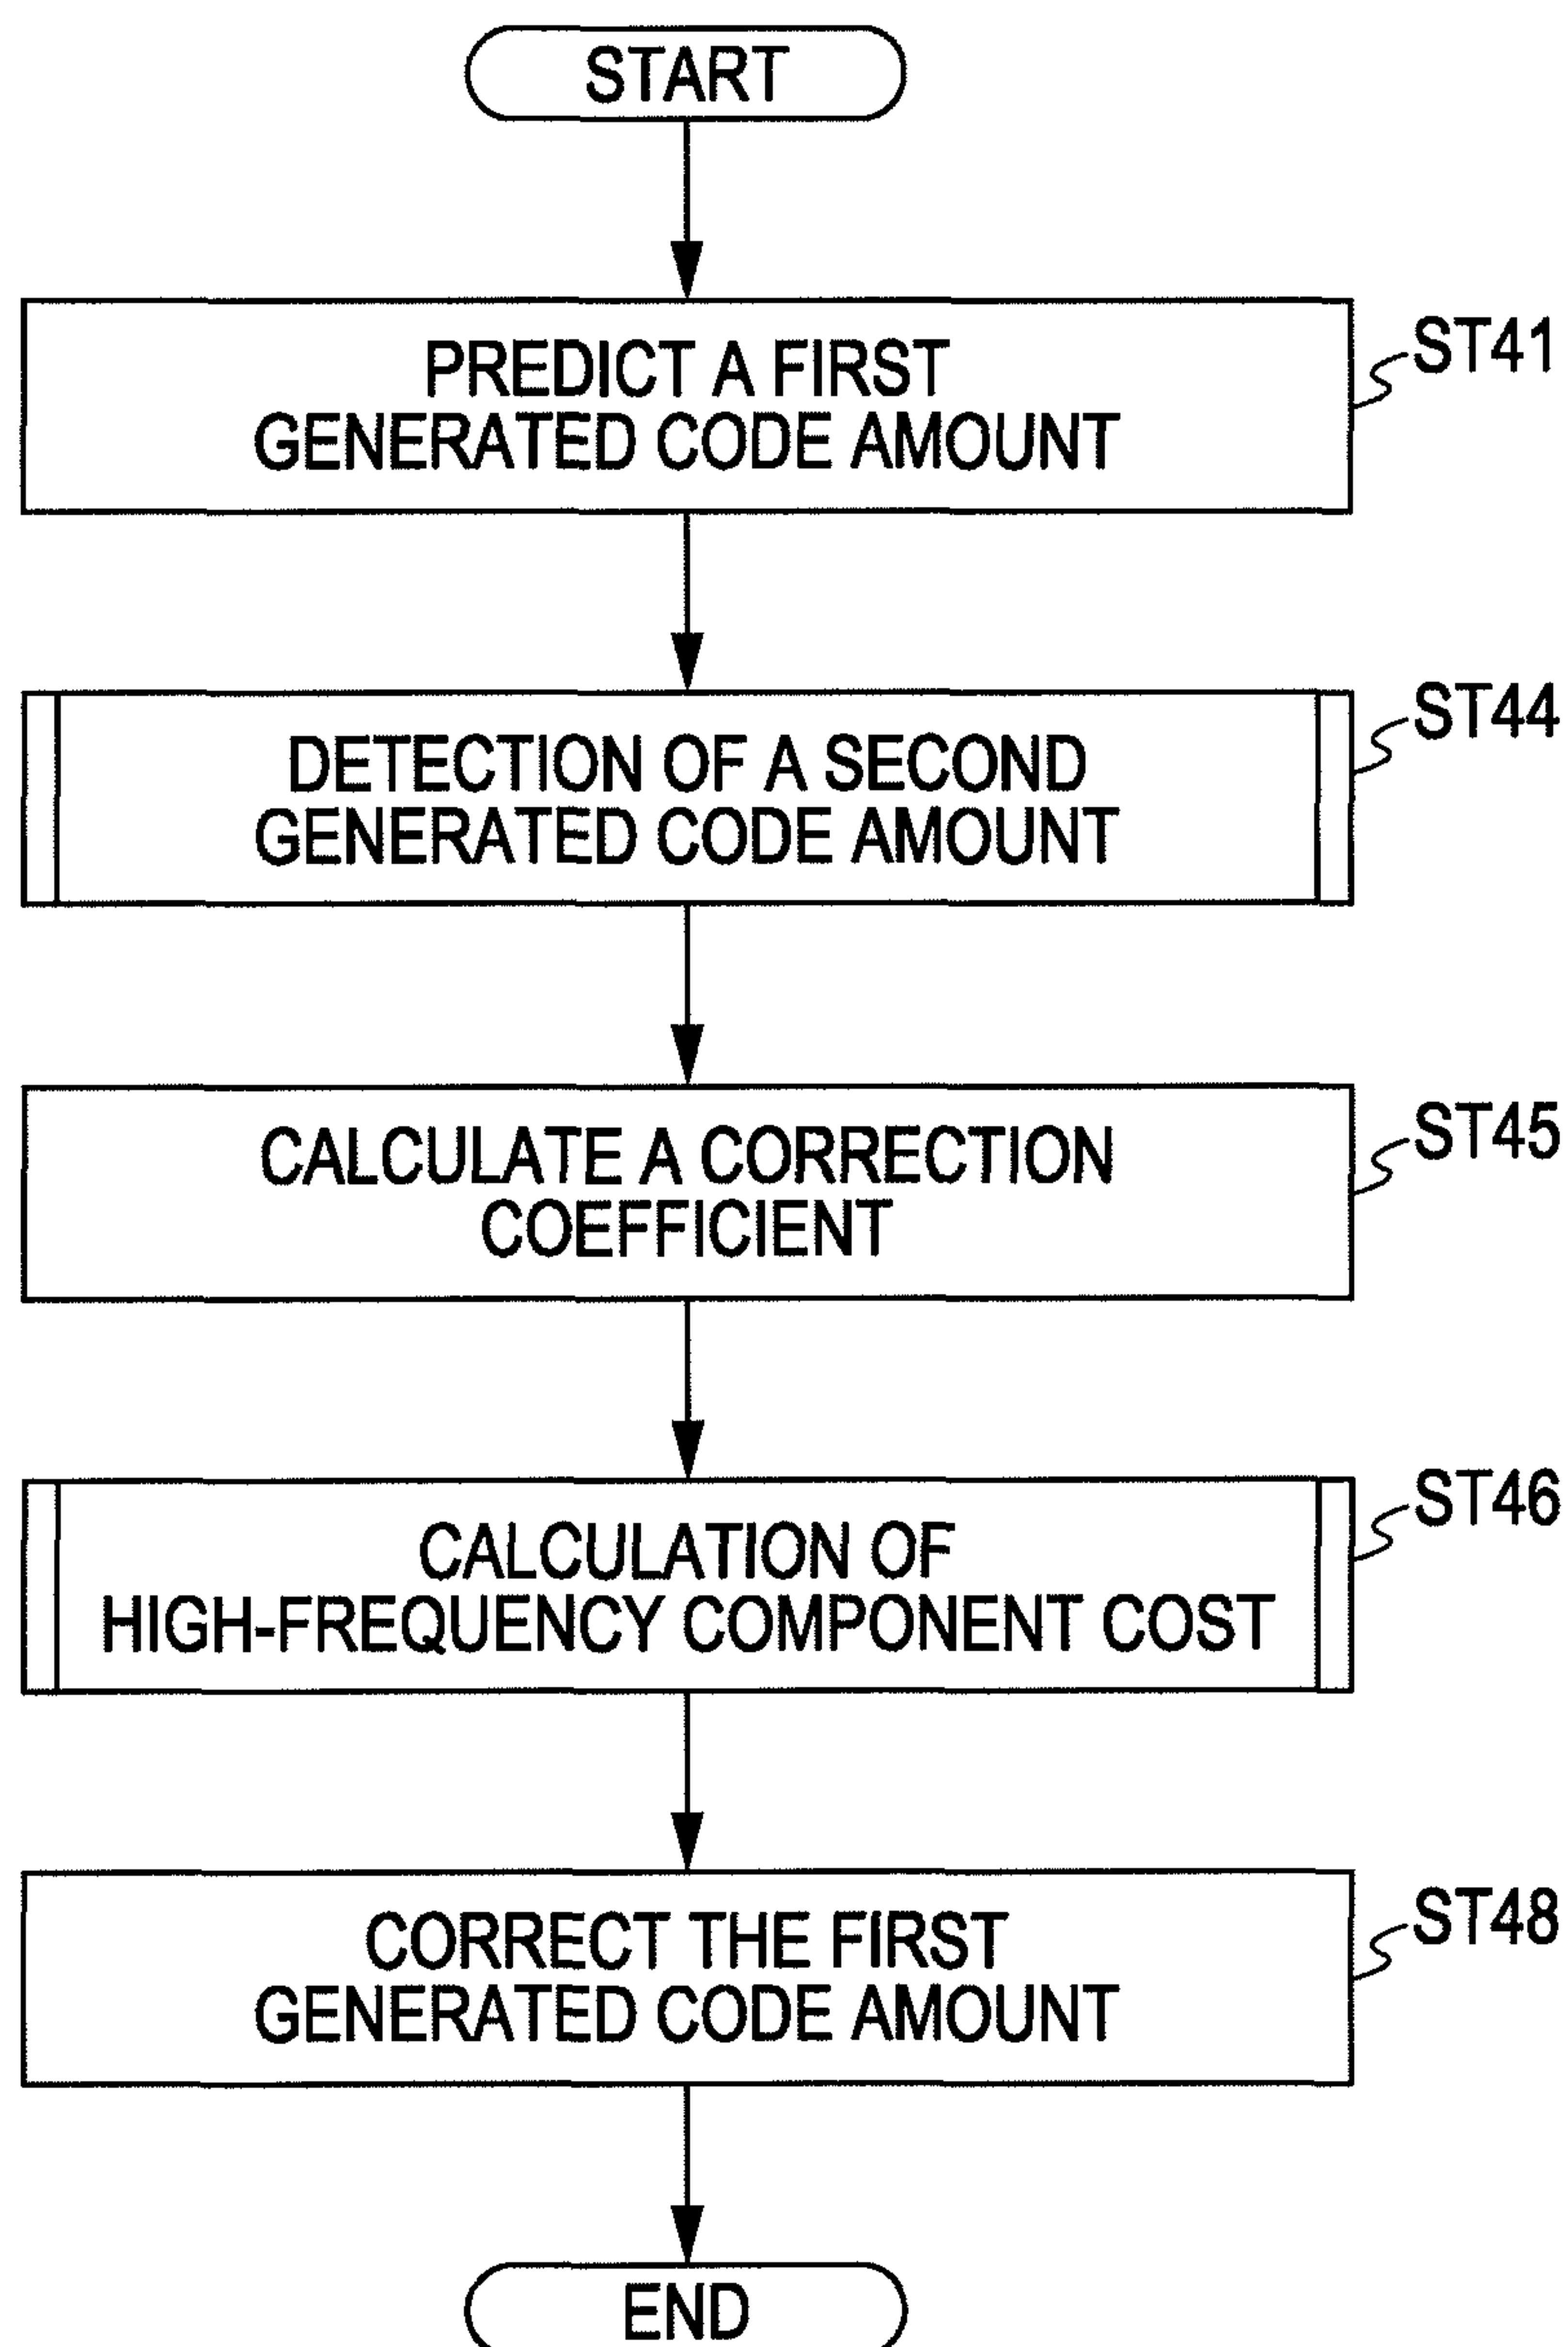 START
PREDICT A FIRST
GENERATED CODE AMOUNT
ST41
DETECTION OF A SECOND
GENERATED CODE AMOUNT
ST44
CALCULATE A CORRECTION
COEFFICIENT
ST45
CALCULATION OF
HIGH-FREQUENCY COMPONENT COST
ST46
CORRECT THE FIRST
GENERATED CODE AMOUNT
ST48
END